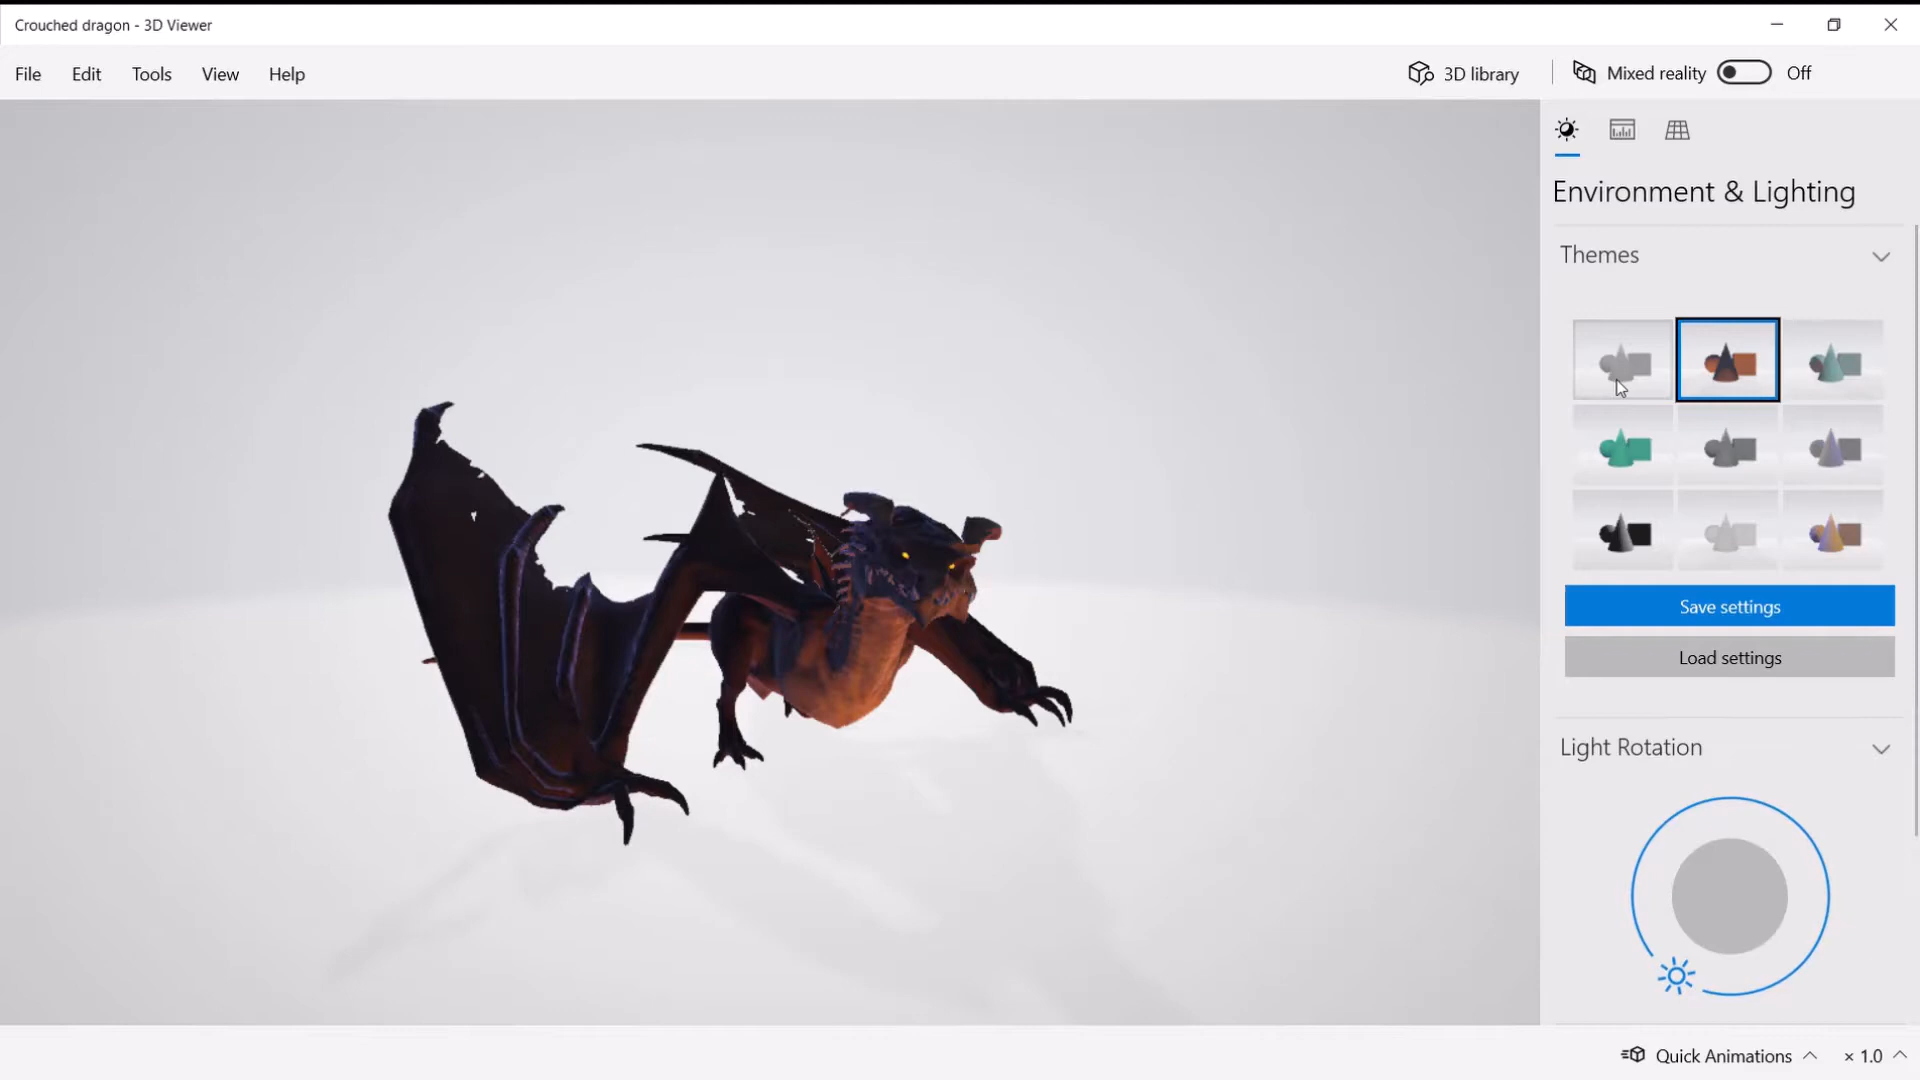 Crouched dragon - 3D Viewer
File Edit Tools View Help 3D library Mixed reality Off
Environment & Lighting
Themes
Save settings
Load settings
Light Rotation
Quick Animations × 1.0